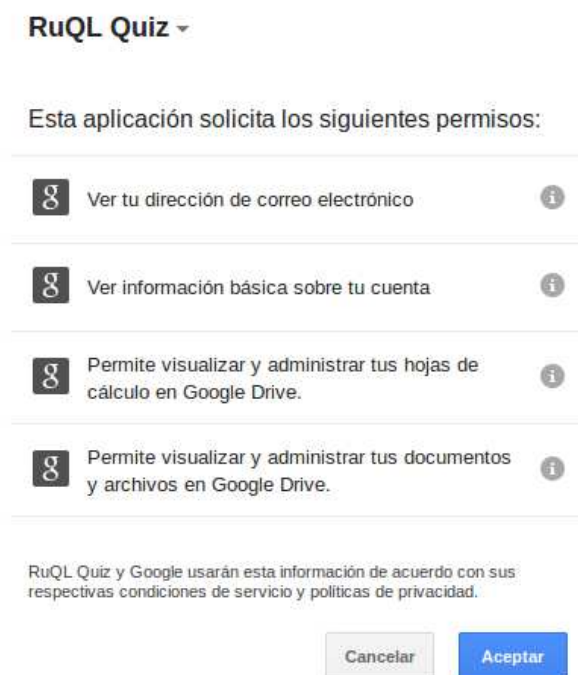 RuQL Quiz
Esta aplicación solicita los siguientes permisos:
g Ver tu dirección de correo electrónico i
g Ver información básica sobre tu cuenta i
g Permite visualizar y administrar tus hojas de
cálculo en Google Drive. i
g Permite visualizar y administrar tus documentos
y archivos en Google Drive. i
RuQL Quiz y Google usarán esta información de acuerdo con sus
respectivas condiciones de servicio y políticas de privacidad.
Cancelar Aceptar